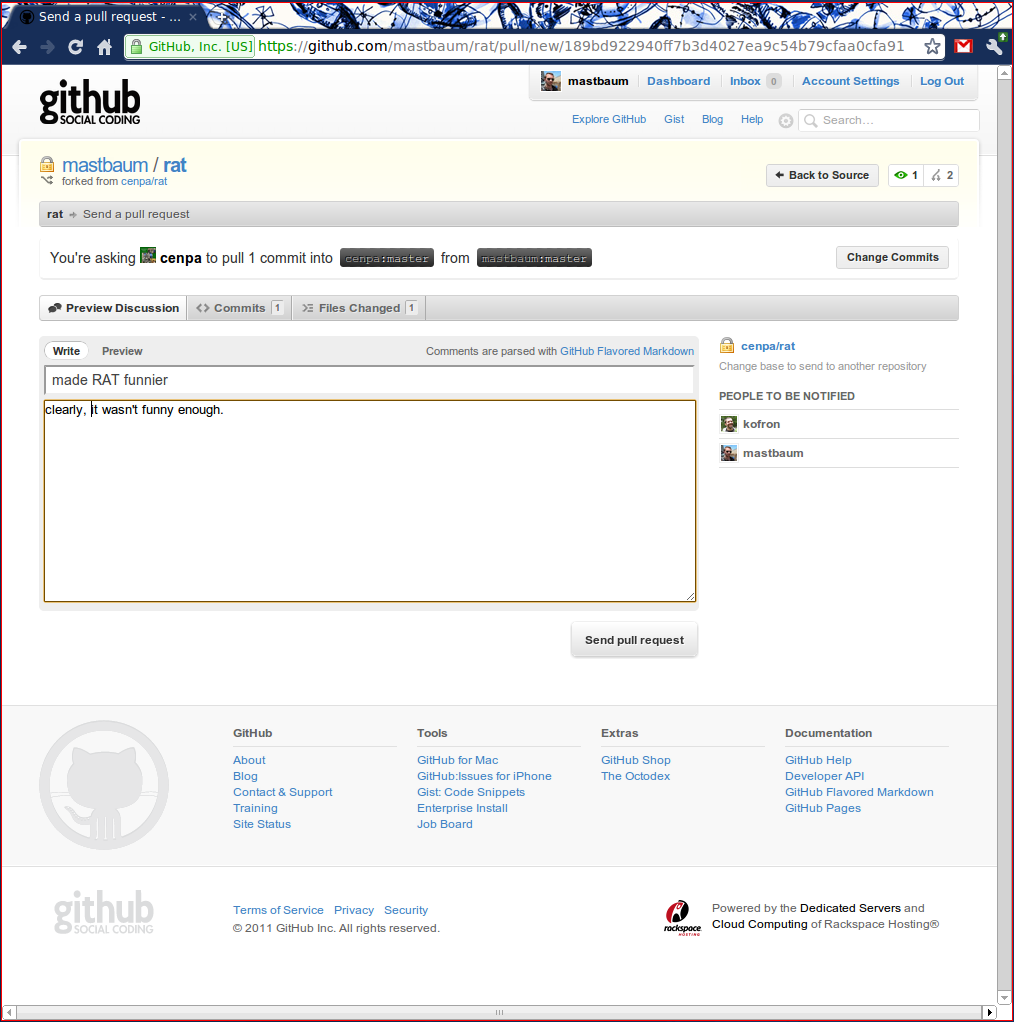 Send a pull request - ...
GitHub, Inc. [US] https://github.com/mastbaum/rat/pull/new/189bd922940ff7b3d4027ea9c54b79cfaa0cfa91
github
SOCIAL CODING
mastbaum Dashboard Inbox 0 Account Settings Log Out
Explore GitHub Gist Blog Help Search...
mastbaum / rat
forked from cenpa/rat
Back to Source 1 2
rat Send a pull request
You're asking cenpa to pull 1 commit into cenpa:master from mastbaum:master Change Commits
Preview Discussion Commits 1 Files Changed 1
Write Preview Comments are parsed with GitHub Flavored Markdown
made RAT funnier
clearly, it wasn't funny enough.
Send pull request
cenpa/rat
Change base to send to another repository
PEOPLE TO BE NOTIFIED
kofron
mastbaum
GitHub
About
Blog
Contact & Support
Training
Site Status
Tools
GitHub for Mac
GitHub:Issues for iPhone
Gist: Code Snippets
Enterprise Install
Job Board
Extras
GitHub Shop
The Octodex
Documentation
GitHub Help
Developer API
GitHub Flavored Markdown
GitHub Pages
github
SOCIAL CODING
Terms of Service Privacy Security
© 2011 GitHub Inc. All rights reserved.
rackspace
HOSTING
Powered by the Dedicated Servers and
Cloud Computing of Rackspace Hosting®